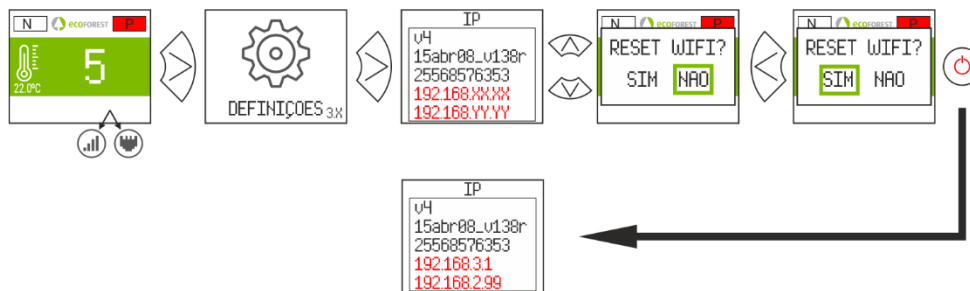 N ecoFOREST P
5
22.0ºC
DEFINIÇOES 3.X
IP
v4
15abr08_v138r
25568576353
192.168.XX.XX
192.168.YY.YY
N ecoFOREST P
RESET WIFI?
SIM NAO
N ecoFOREST P
RESET WIFI?
SIM NAO
IP
v4
15abr08_v138r
25568576353
192.168.3.1
192.168.2.99